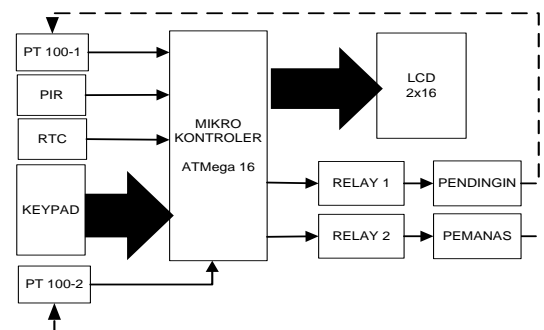 PT 100-1
PIR
RTC
KEYPAD
PT 100-2
MIKRO
KONTROLER
ATMega 16
LCD
2x16
RELAY 1
PENDINGIN
RELAY 2
PEMANAS